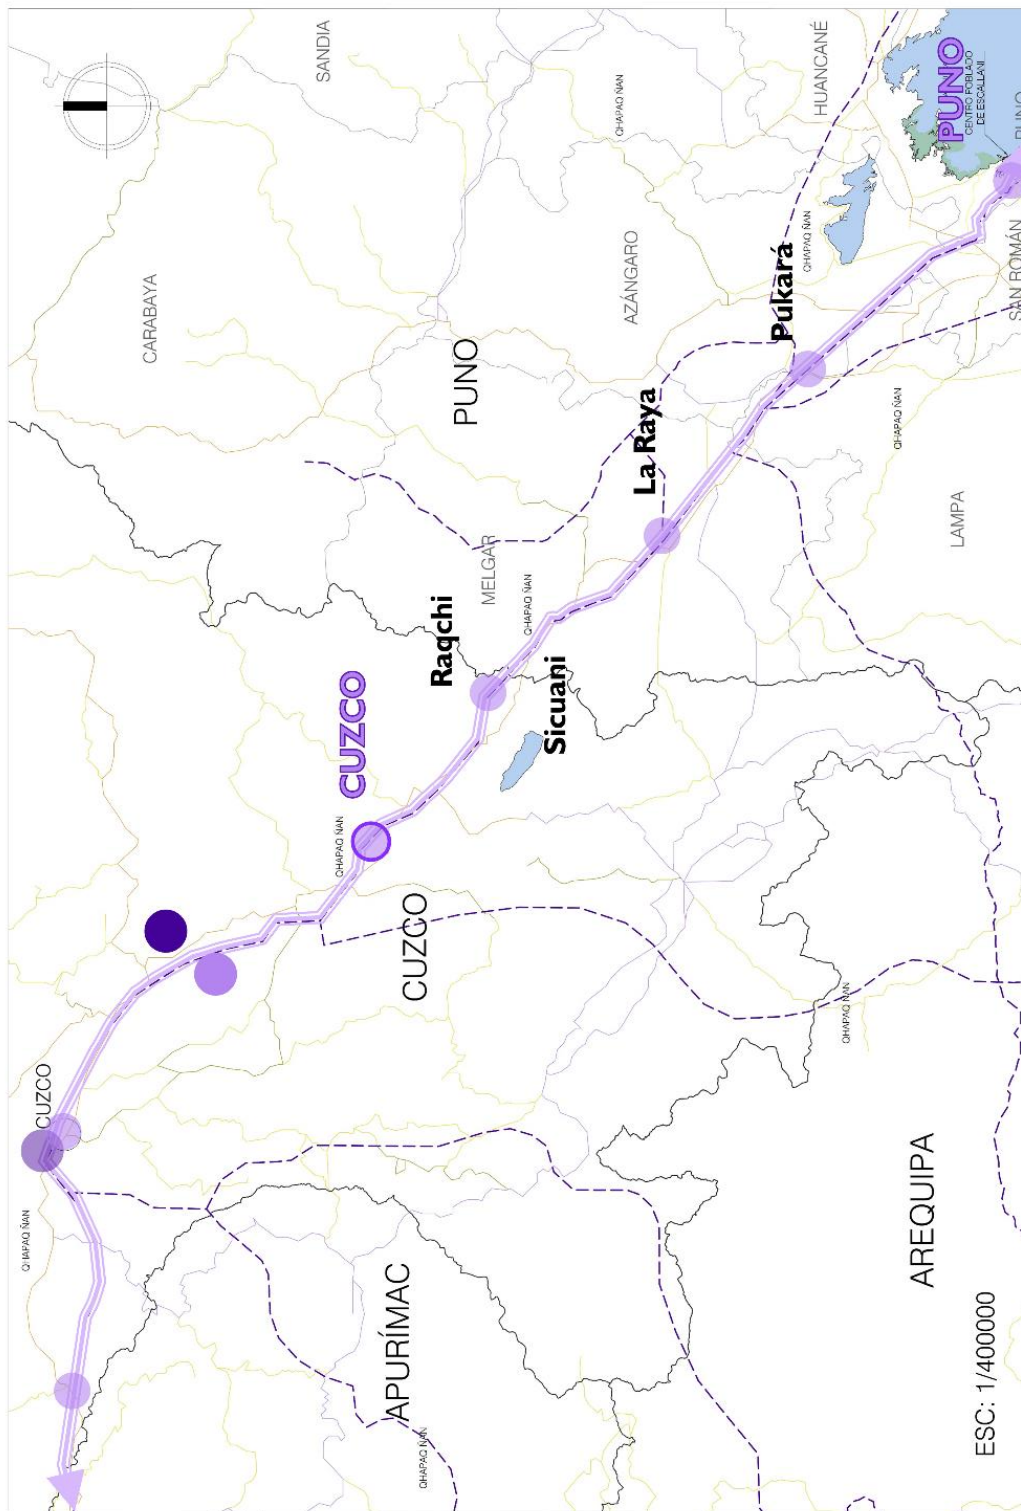 QHAPAQ ÑAN
CUZCO
CARABAYA
SANDIA
QHAPAQ ÑAN
CUZCO
APURÍMAC
CUZCO
QHAPAQ ÑAN
Raqchi
PUNO
MELGAR
QHAPAQ ÑAN
Sicuani
QHAPAQ ÑAN
AZÁNGARO
La Raya
Pukará
QHAPAQ ÑAN
HUANCANÉ
QHAPAQ ÑAN
QHAPAQ ÑAN
AREQUIPA
LAMPA
PUNO
CENTRO POBLADO
DE ESCALLANI
ESC: 1/400000
SAN ROMÁN
PUNO